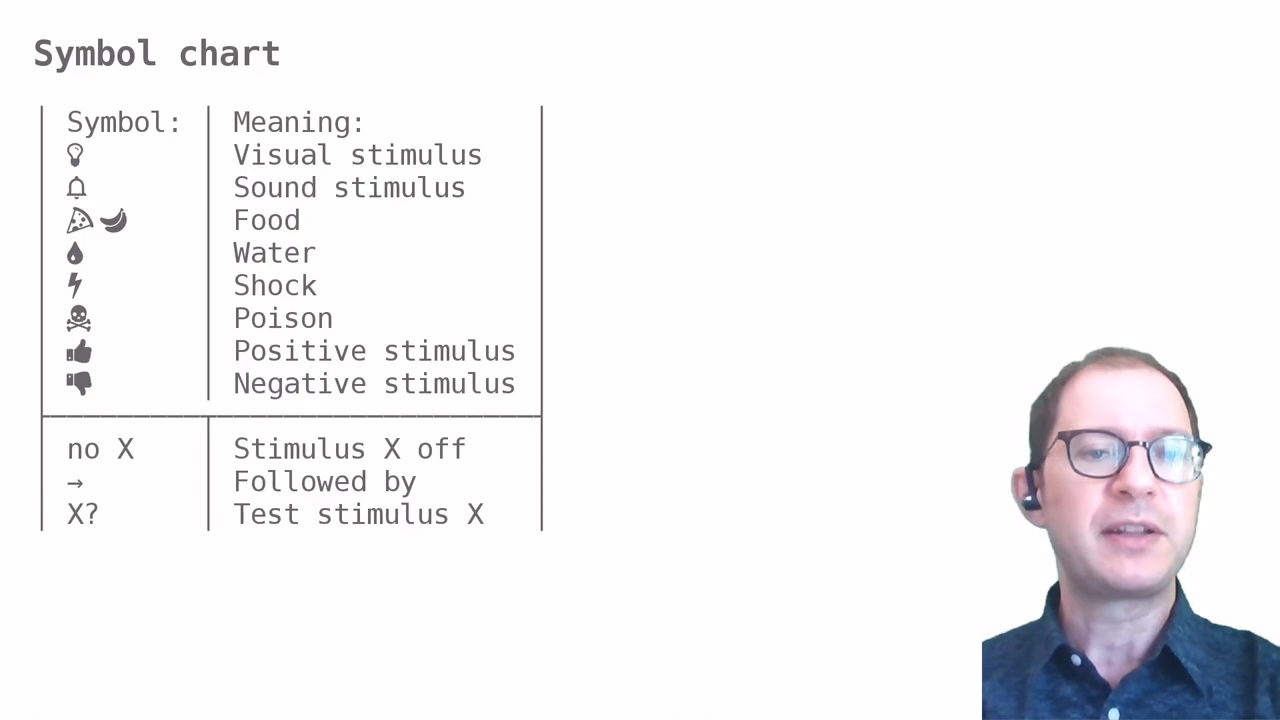 Symbol chart
Symbol: Meaning:
Visual stimulus
Sound stimulus
Food
Water
Shock
Poison
Positive stimulus
Negative stimulus
no X Stimulus X off
→ Followed by
X? Test stimulus X